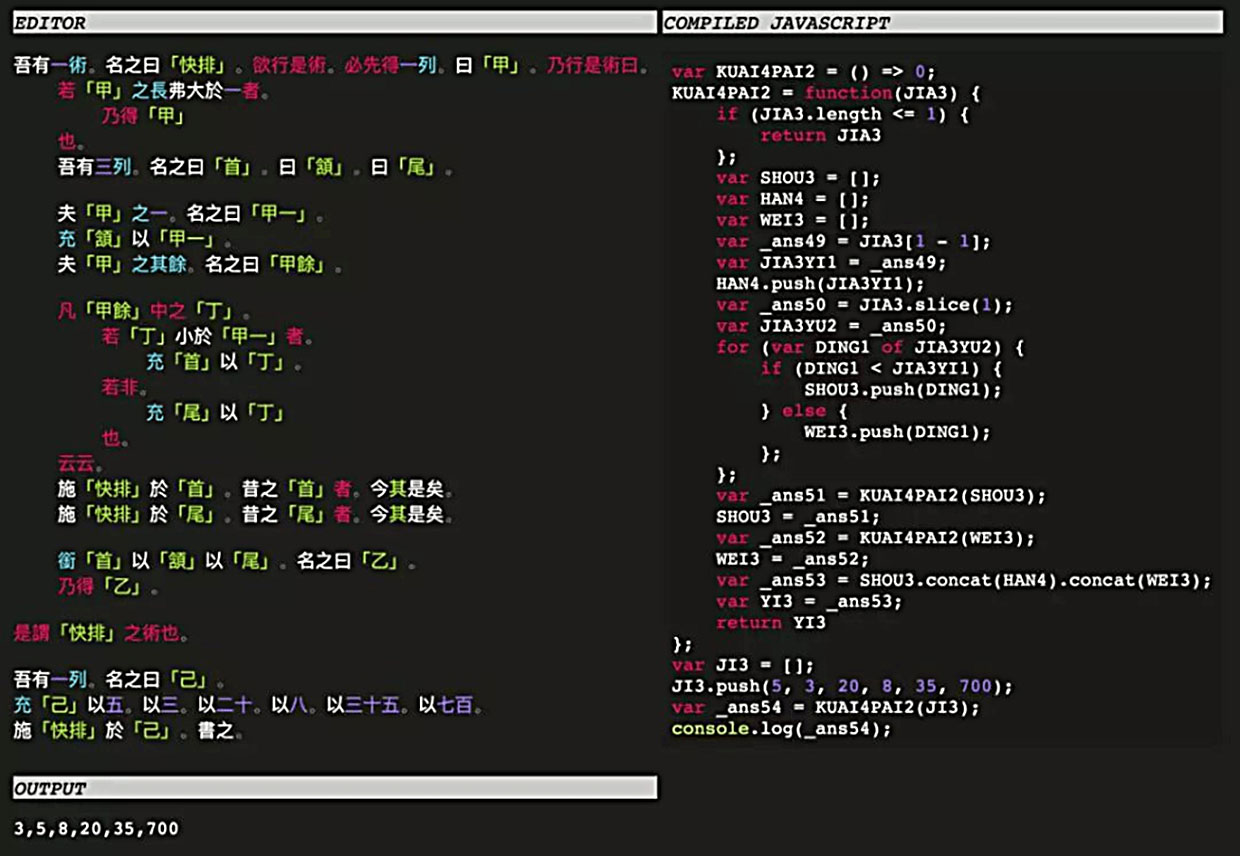 EDITOR
吾有一術。名之曰「快排」。欲行是術。必先得一列。曰「甲」。乃行是術曰。
若「甲」之長弗大於一者。
乃得「甲」
也。
吾有三列。名之曰「首」。曰「頷」。曰「尾」。
夫「甲」之一。名之曰「甲一」。
充「頷」以「甲一」。
夫「甲」之其餘。名之曰「甲餘」。
凡「甲餘」中之「丁」。
若「丁」小於「甲一」者。
充「首」以「丁」。
若非。
充「尾」以「丁」
也。
云云。
施「快排」於「首」。昔之「首」者。今其是矣。
施「快排」於「尾」。昔之「尾」者。今其是矣。
銜「首」以「頷」以「尾」。名之曰「乙」。
乃得「乙」。
是謂「快排」之術也。
吾有一列。名之曰「己」。
充「己」以五。以三。以二十。以八。以三十五。以七百。
施「快排」於「己」。書之。
COMPILED JAVASCRIPT
var KUAI4PAI2 = () => 0;
KUAI4PAI2 = function(JIA3) {
if (JIA3.length <= 1) {
return JIA3
};
var SHOU3 = [];
var HAN4 = [];
var WEI3 = [];
var _ans49 = JIA3[1 - 1];
var JIA3YI1 = _ans49;
HAN4.push(JIA3YI1);
var _ans50 = JIA3.slice(1);
var JIA3YU2 = _ans50;
for (var DING1 of JIA3YU2) {
if (DING1 < JIA3YI1) {
SHOU3.push(DING1);
} else {
WEI3.push(DING1);
};
};
var _ans51 = KUAI4PAI2(SHOU3);
SHOU3 = _ans51;
var _ans52 = KUAI4PAI2(WEI3);
WEI3 = _ans52;
var _ans53 = SHOU3.concat(HAN4).concat(WEI3);
var YI3 = _ans53;
return YI3
};
var JI3 = [];
JI3.push(5, 3, 20, 8, 35, 700);
var _ans54 = KUAI4PAI2(JI3);
console.log(_ans54);
OUTPUT
3,5,8,20,35,700